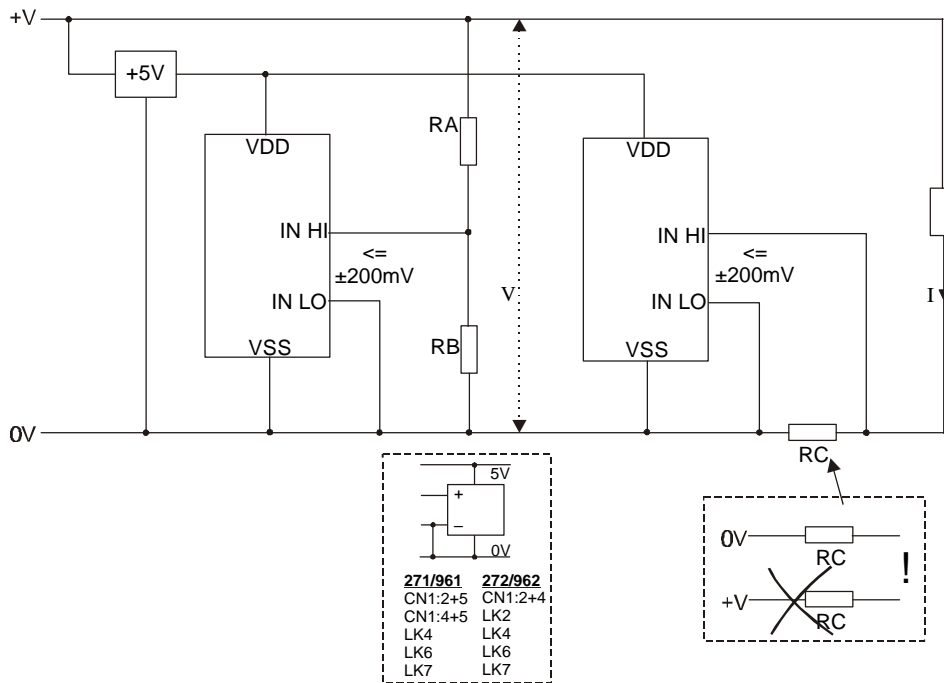 +V
+5V
VDD
IN HI
<=
±200mV
IN LO
VSS
RA
RB
V
VDD
IN HI
<=
±200mV
IN LO
VSS
I
0V
RC
5V
+
–
0V
271/961
CN1:2+5
CN1:4+5
LK4
LK6
LK7
272/962
CN1:2+4
LK2
LK4
LK6
LK7
0V
RC
+V
RC
!